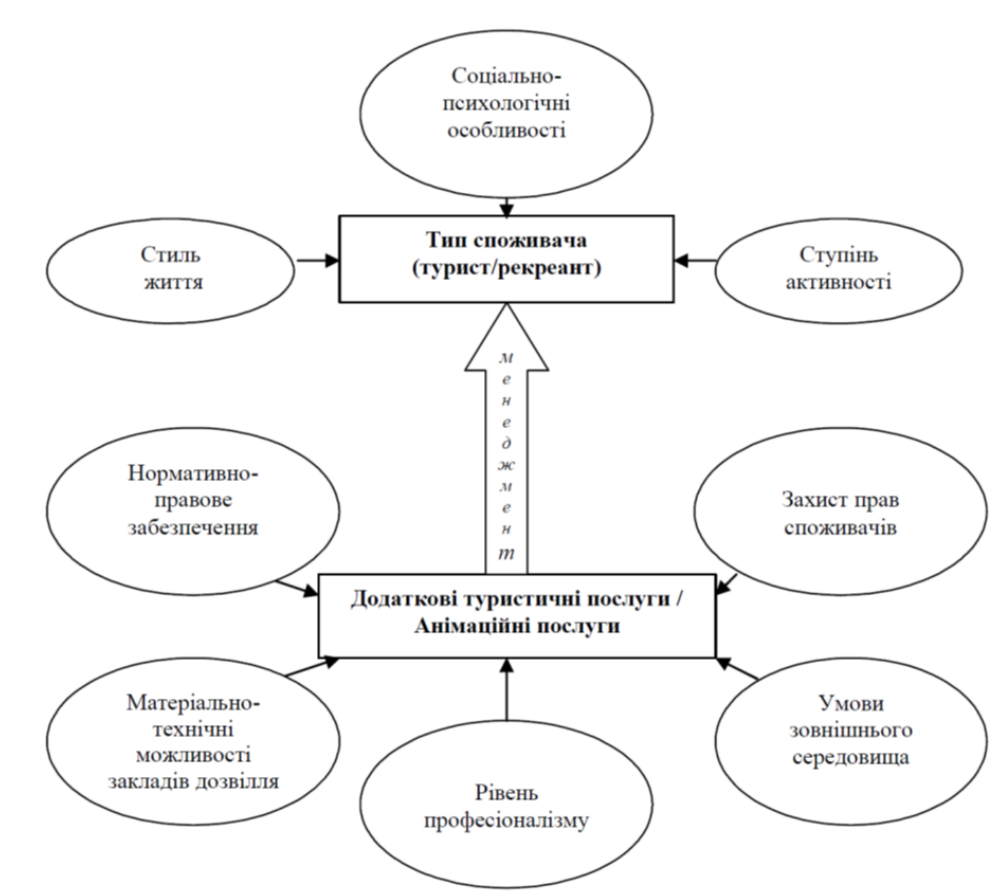 Соціально-
психологічні
особливості
Стиль
життя
Тип споживача
(турист/рекреант)
Ступінь
активності
менеджмент
Нормативно-
правове
забезпечення
Захист прав
споживачів
Додаткові туристичні послуги /
Анімаційні послуги
Матеріально-
технічні
можливості
закладів дозвілля
Рівень
професіоналізму
Умови
зовнішнього
середовища